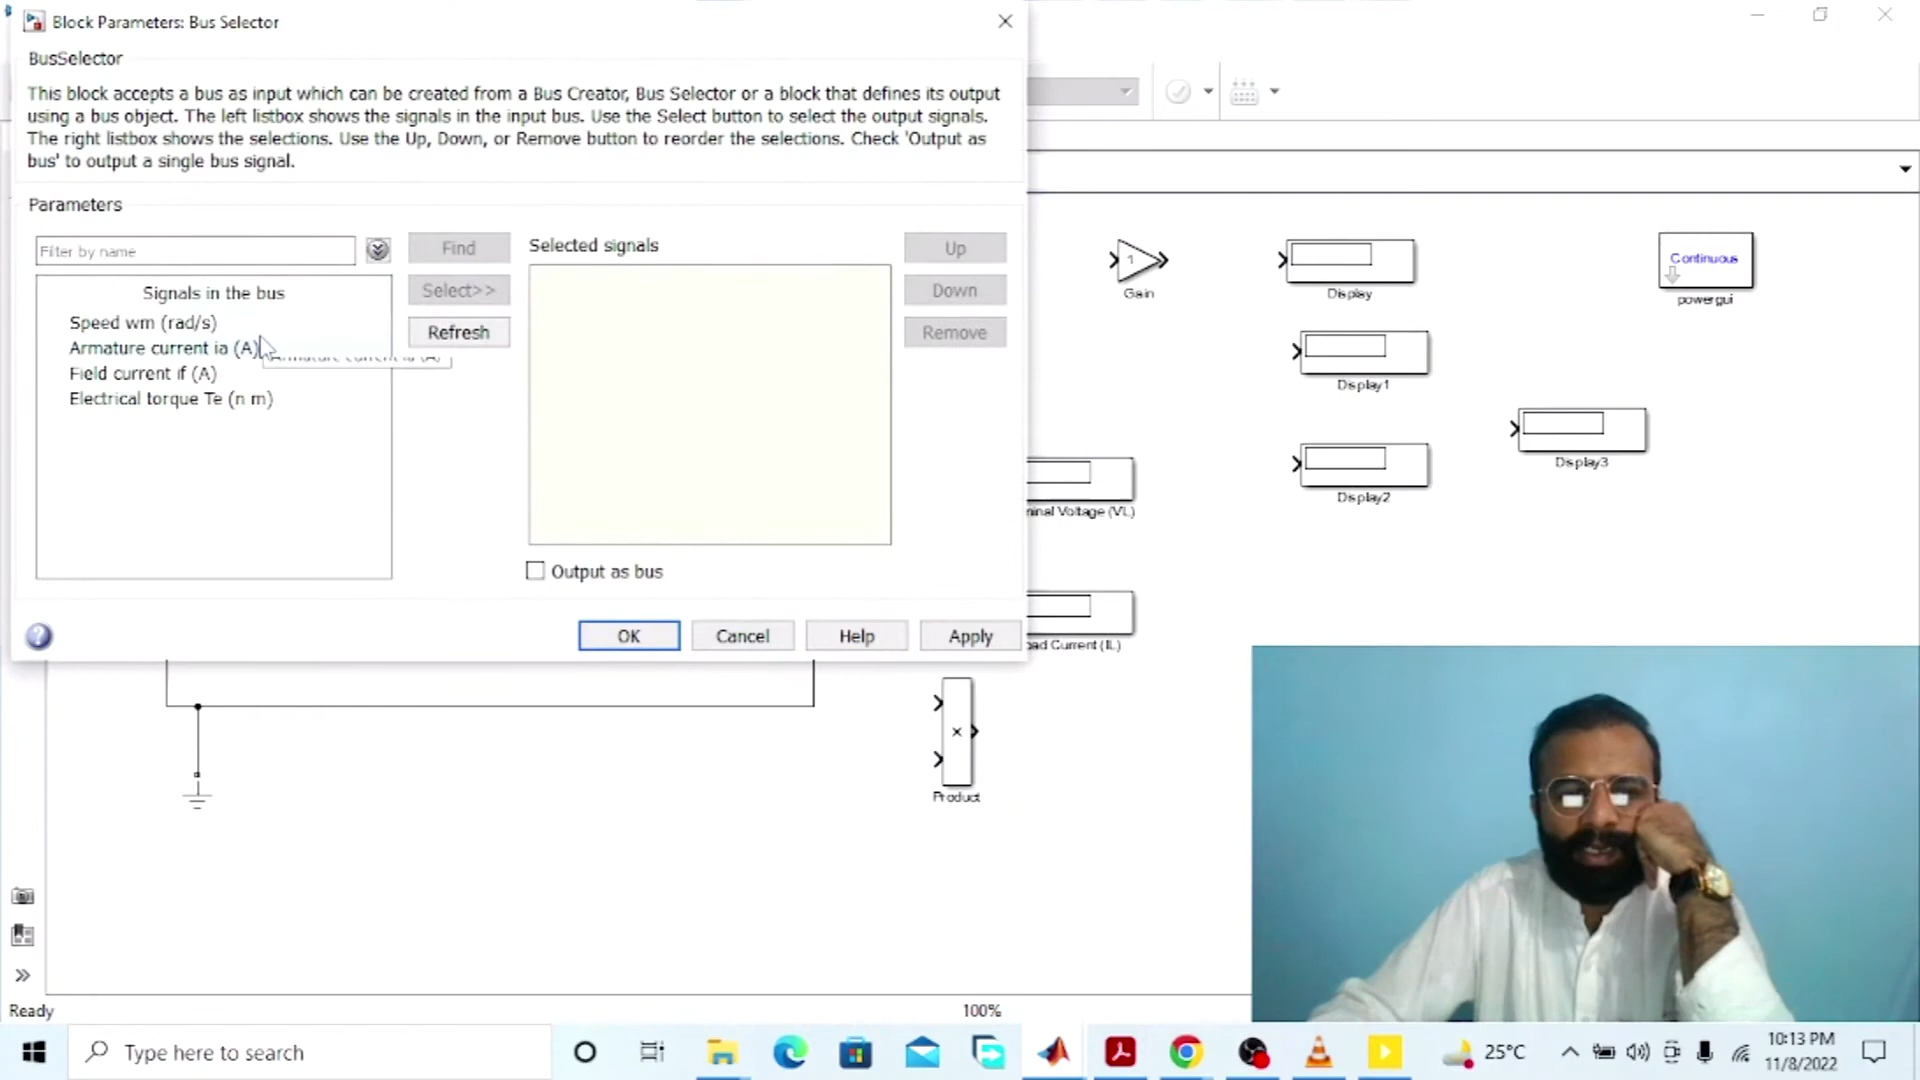 Block Parameters: Bus Selector
BusSelector
This block accepts a bus as input which can be created from a Bus Creator, Bus Selector or a block that defines its output
using a bus object. The left listbox shows the signals in the input bus. Use the Select button to select the output signals.
The right listbox shows the selections. Use the Up, Down, or Remove button to reorder the selections. Check 'Output as
bus' to output a single bus signal.
Parameters
Filter by name
Find
Selected signals
Up
Signals in the bus
Select>>
Down
Speed wm (rad/s)
Refresh
Remove
Armature current ia (A)
Field current if (A)
Electrical torque Te (n m)
Output as bus
OK
Cancel
Help
Apply
1
Gain
Display
Continuous
powergui
Display1
Display2
Display3
minal Voltage (VL)
oad Current (IL)
×
Product
Ready
100%
Type here to search
25°C
10:13 PM
11/8/2022